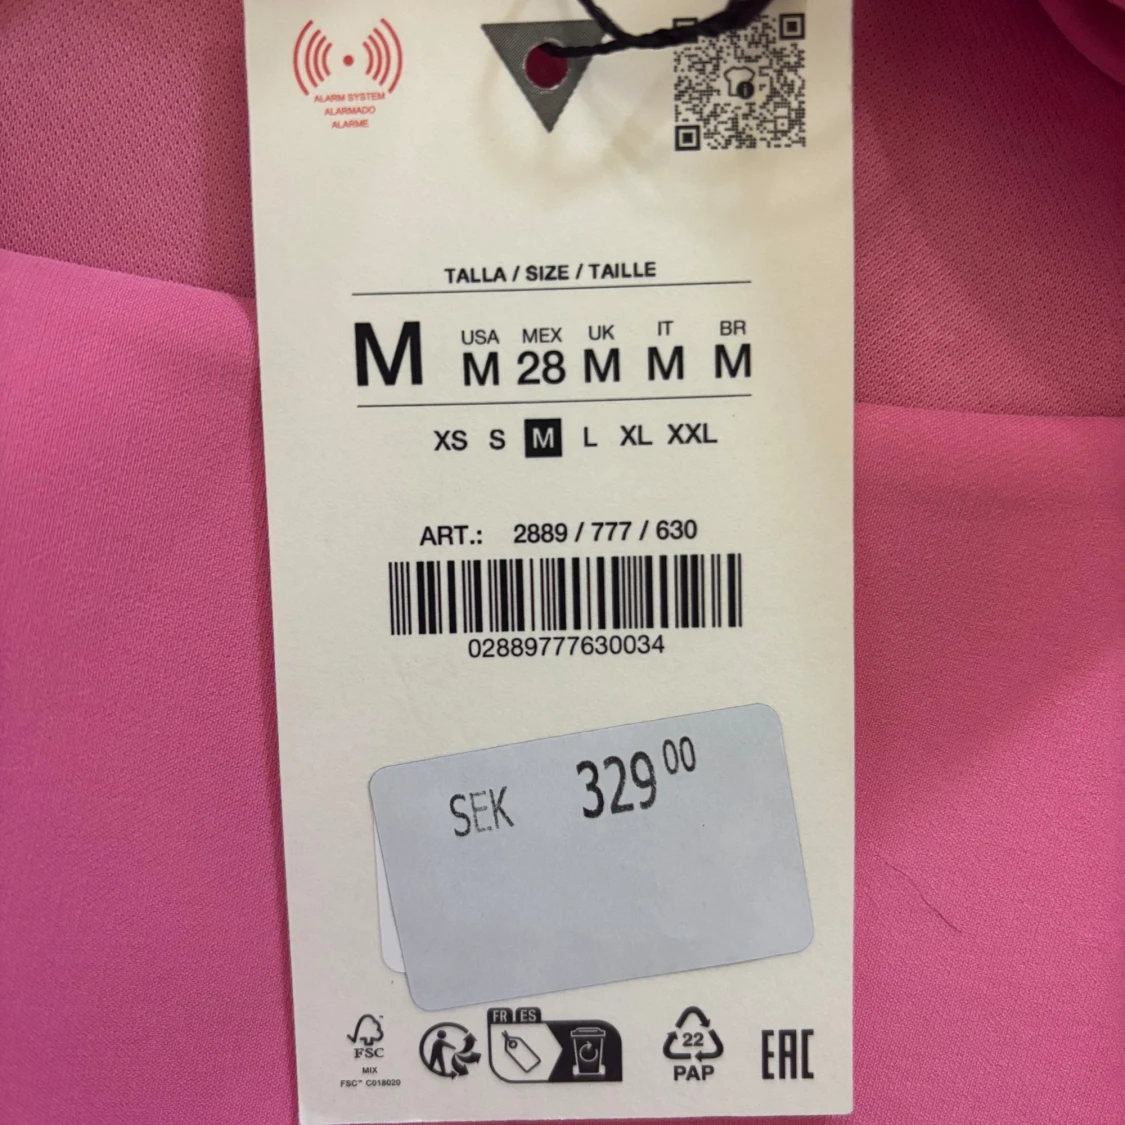 ALARM SYSTEM
ALARMADO
ALARME
TALLA / SIZE / TAILLE
M
USA MEX UK IT BR
M 28 M M M
XS S M L XL XXL
ART.: 2889 / 777 / 630
02889777630034
SEK 329 00
FR ES
FSC
MIX
FSC™ C018020
22
PAP
EAC